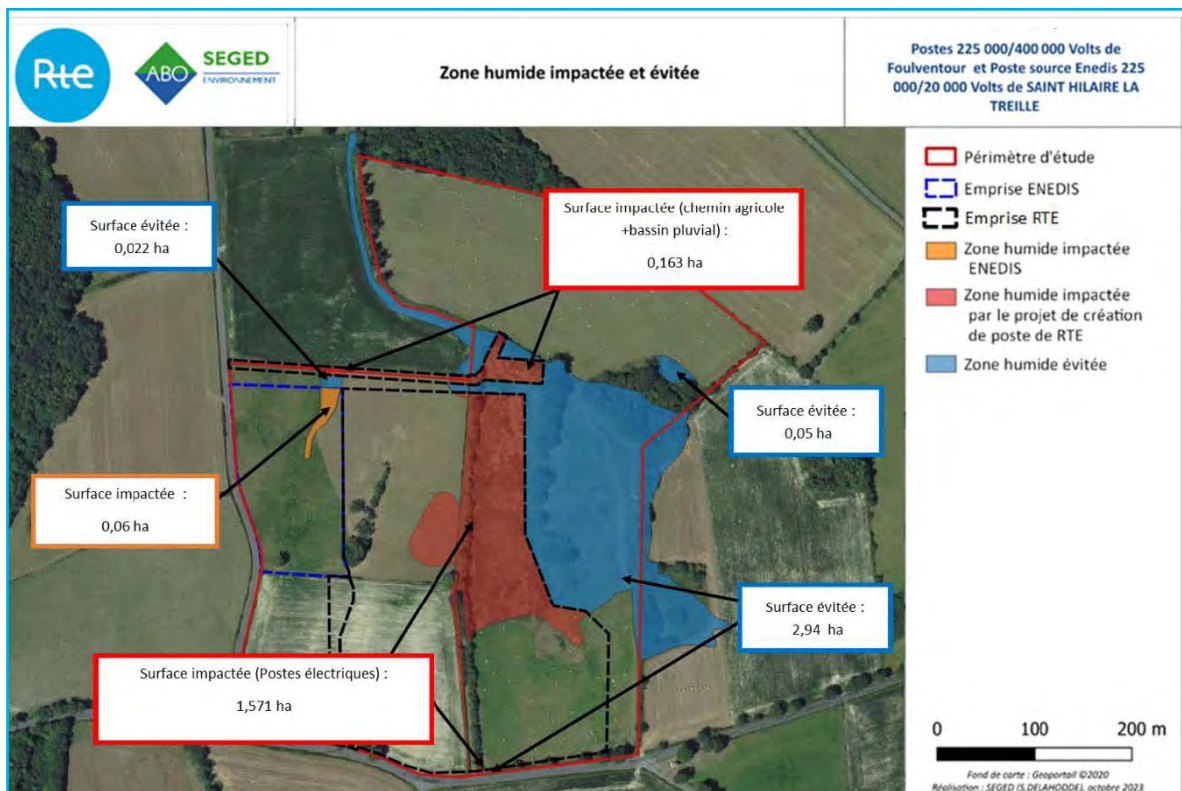 Rte
ABO
SEGED
ENVIRONNEMENT
Zone humide impactée et évitée
Postes 225 000/400 000 Volts de
Foulventour et Poste source Enedis 225
000/20 000 Volts de SAINT HILAIRE LA
TREILLE
Surface évitée :
0,022 ha
Surface impactée (chemin agricole
+bassin pluvial) :
0,163 ha
Surface évitée :
0,05 ha
Surface impactée :
0,06 ha
Surface évitée :
2,94 ha
Surface impactée (Postes électriques) :
1,571 ha
Périmètre d'étude
Emprise ENEDIS
Emprise RTE
Zone humide impactée
ENEDIS
Zone humide impactée
par le projet de création
de poste de RTE
Zone humide évitée
0 100 200 m
Fond de carte : Geoportail ©2020
Réalisation : SEGED (S.DELAHODDE), octobre 2023